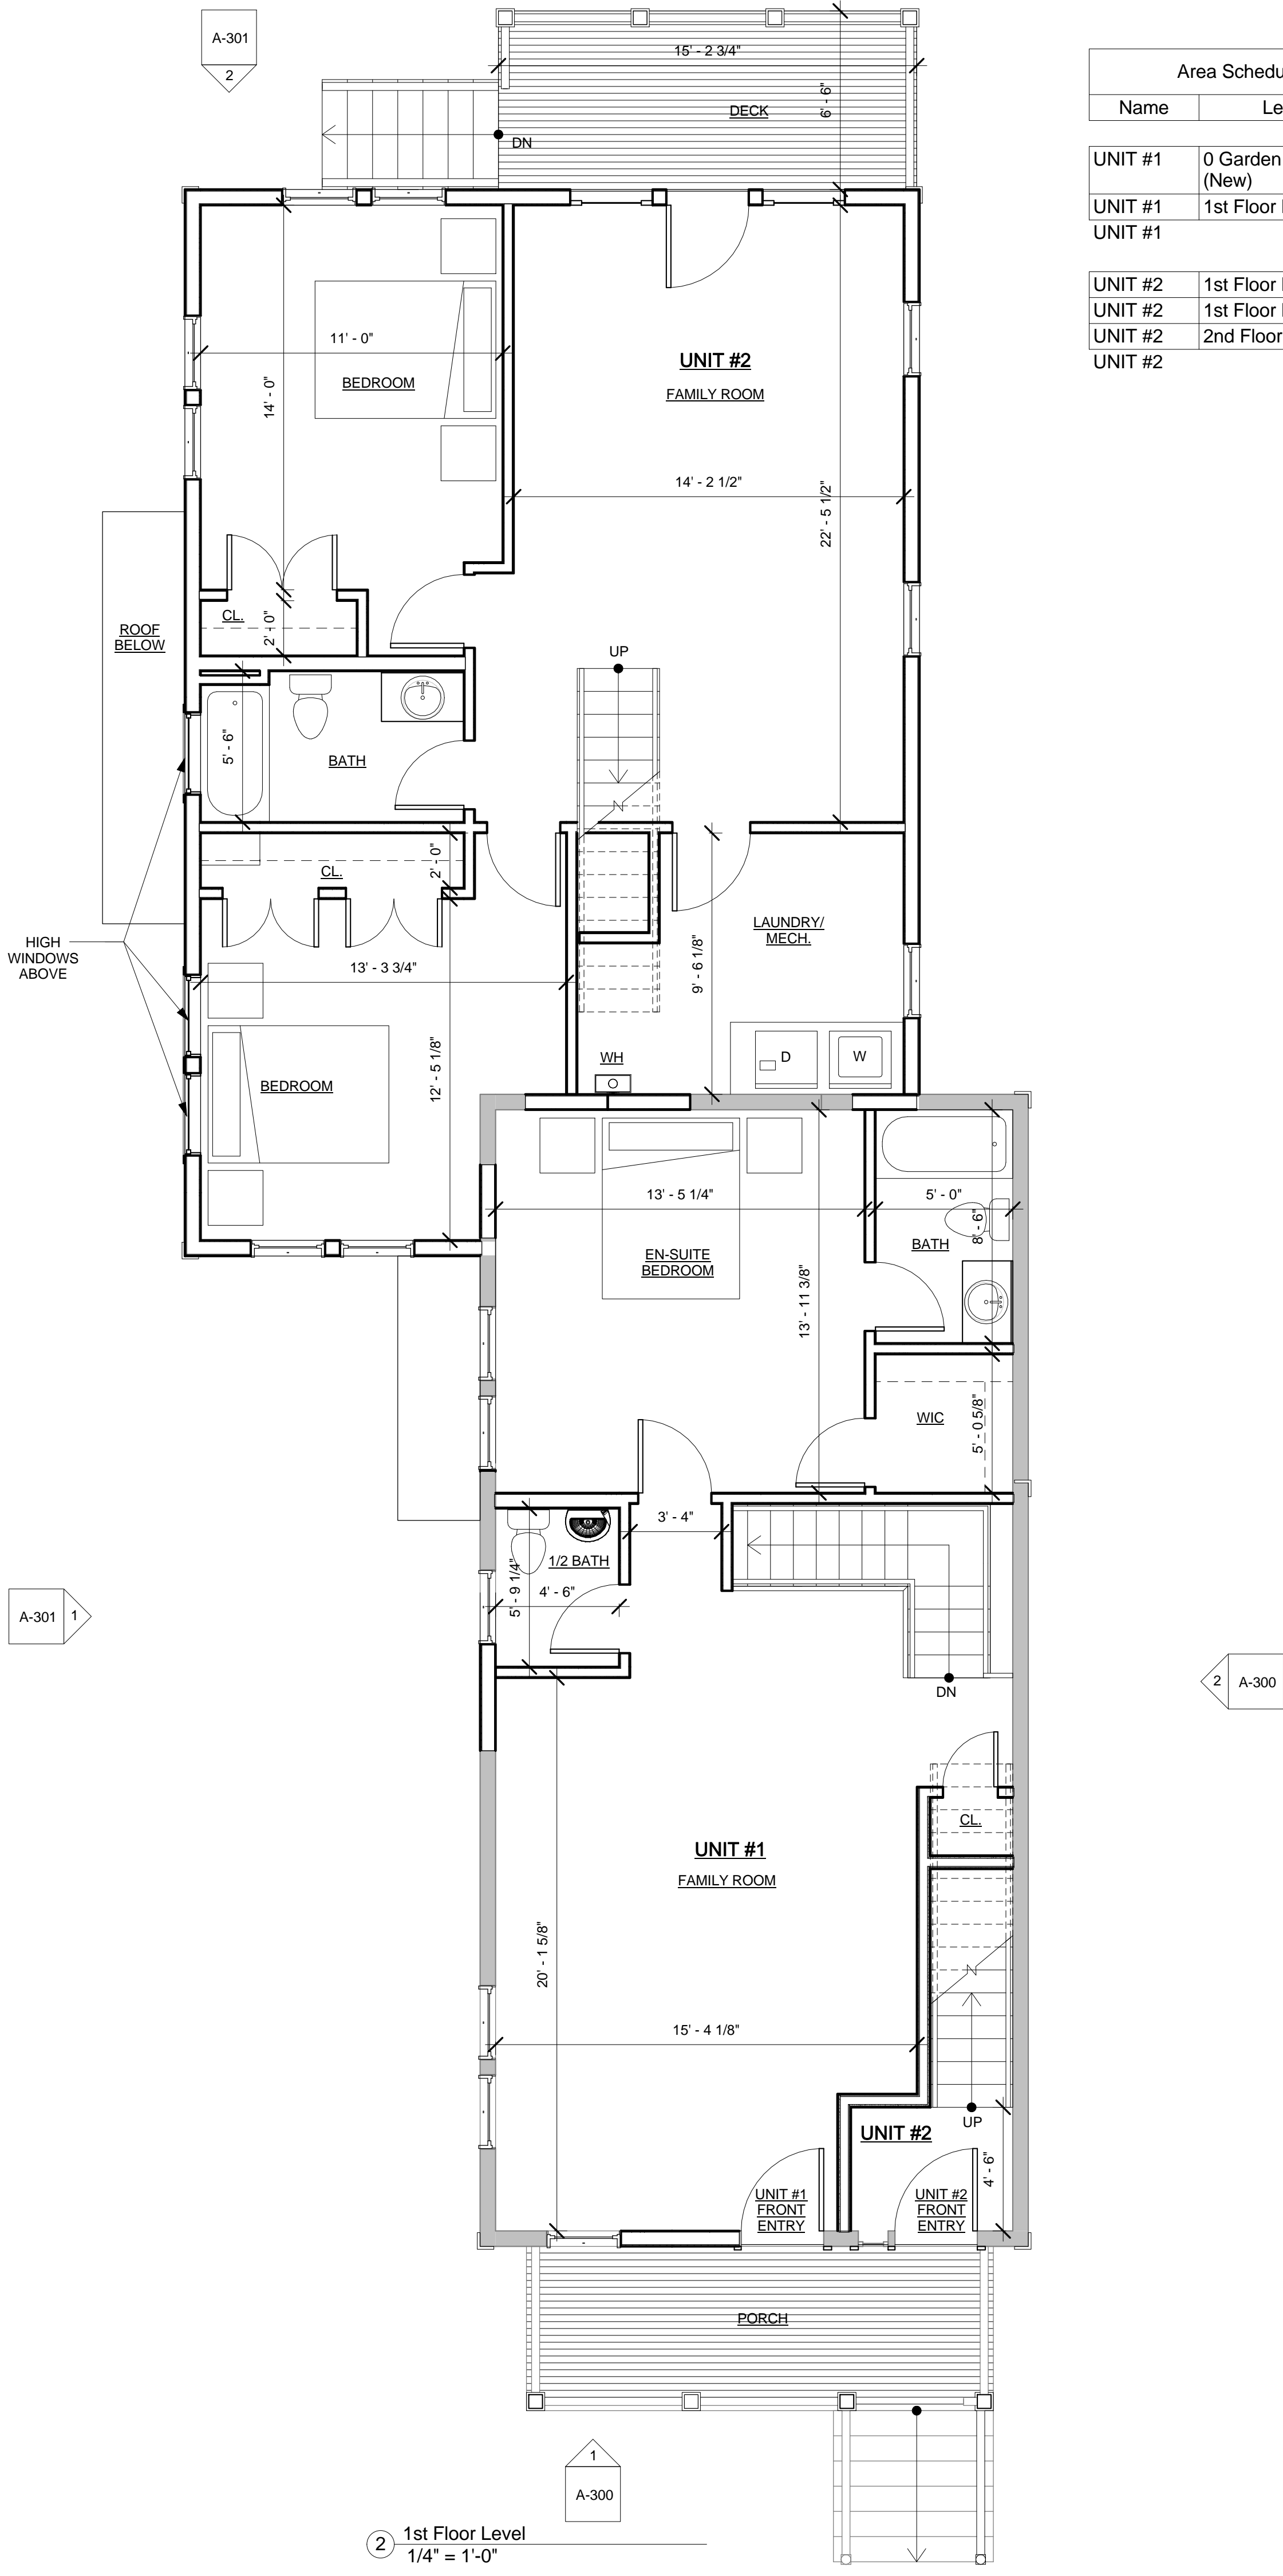 A-301
2
15' - 2 3/4"
6' - 6"
DECK
DN
Area Schedu
Name
Le
UNIT #1
0 Garden
(New)
UNIT #1
1st Floor
UNIT #1
UNIT #2
1st Floor
UNIT #2
1st Floor
UNIT #2
2nd Floor
UNIT #2
11' - 0"
14' - 0"
BEDROOM
UNIT #2
FAMILY ROOM
14' - 2 1/2"
22' - 5 1/2"
CL.
2' - 0"
ROOF
BELOW
UP
5' - 6"
BATH
CL.
2' - 0"
HIGH
WINDOWS
ABOVE
13' - 3 3/4"
12' - 5 1/8"
BEDROOM
LAUNDRY/
MECH.
9' - 6 1/8"
WH
D
W
13' - 5 1/4"
5' - 0"
8' - 6"
EN-SUITE
BEDROOM
BATH
13' - 11 3/8"
WIC
5' - 0 5/8"
3' - 4"
1/2 BATH
5' - 9 1/4"
4' - 6"
A-301
1
2
A-300
DN
CL.
UNIT #1
FAMILY ROOM
20' - 1 5/8"
15' - 4 1/8"
UP
UNIT #2
4' - 6"
UNIT #1
FRONT
ENTRY
UNIT #2
FRONT
ENTRY
PORCH
1
A-300
2
1st Floor Level
1/4" = 1'-0"